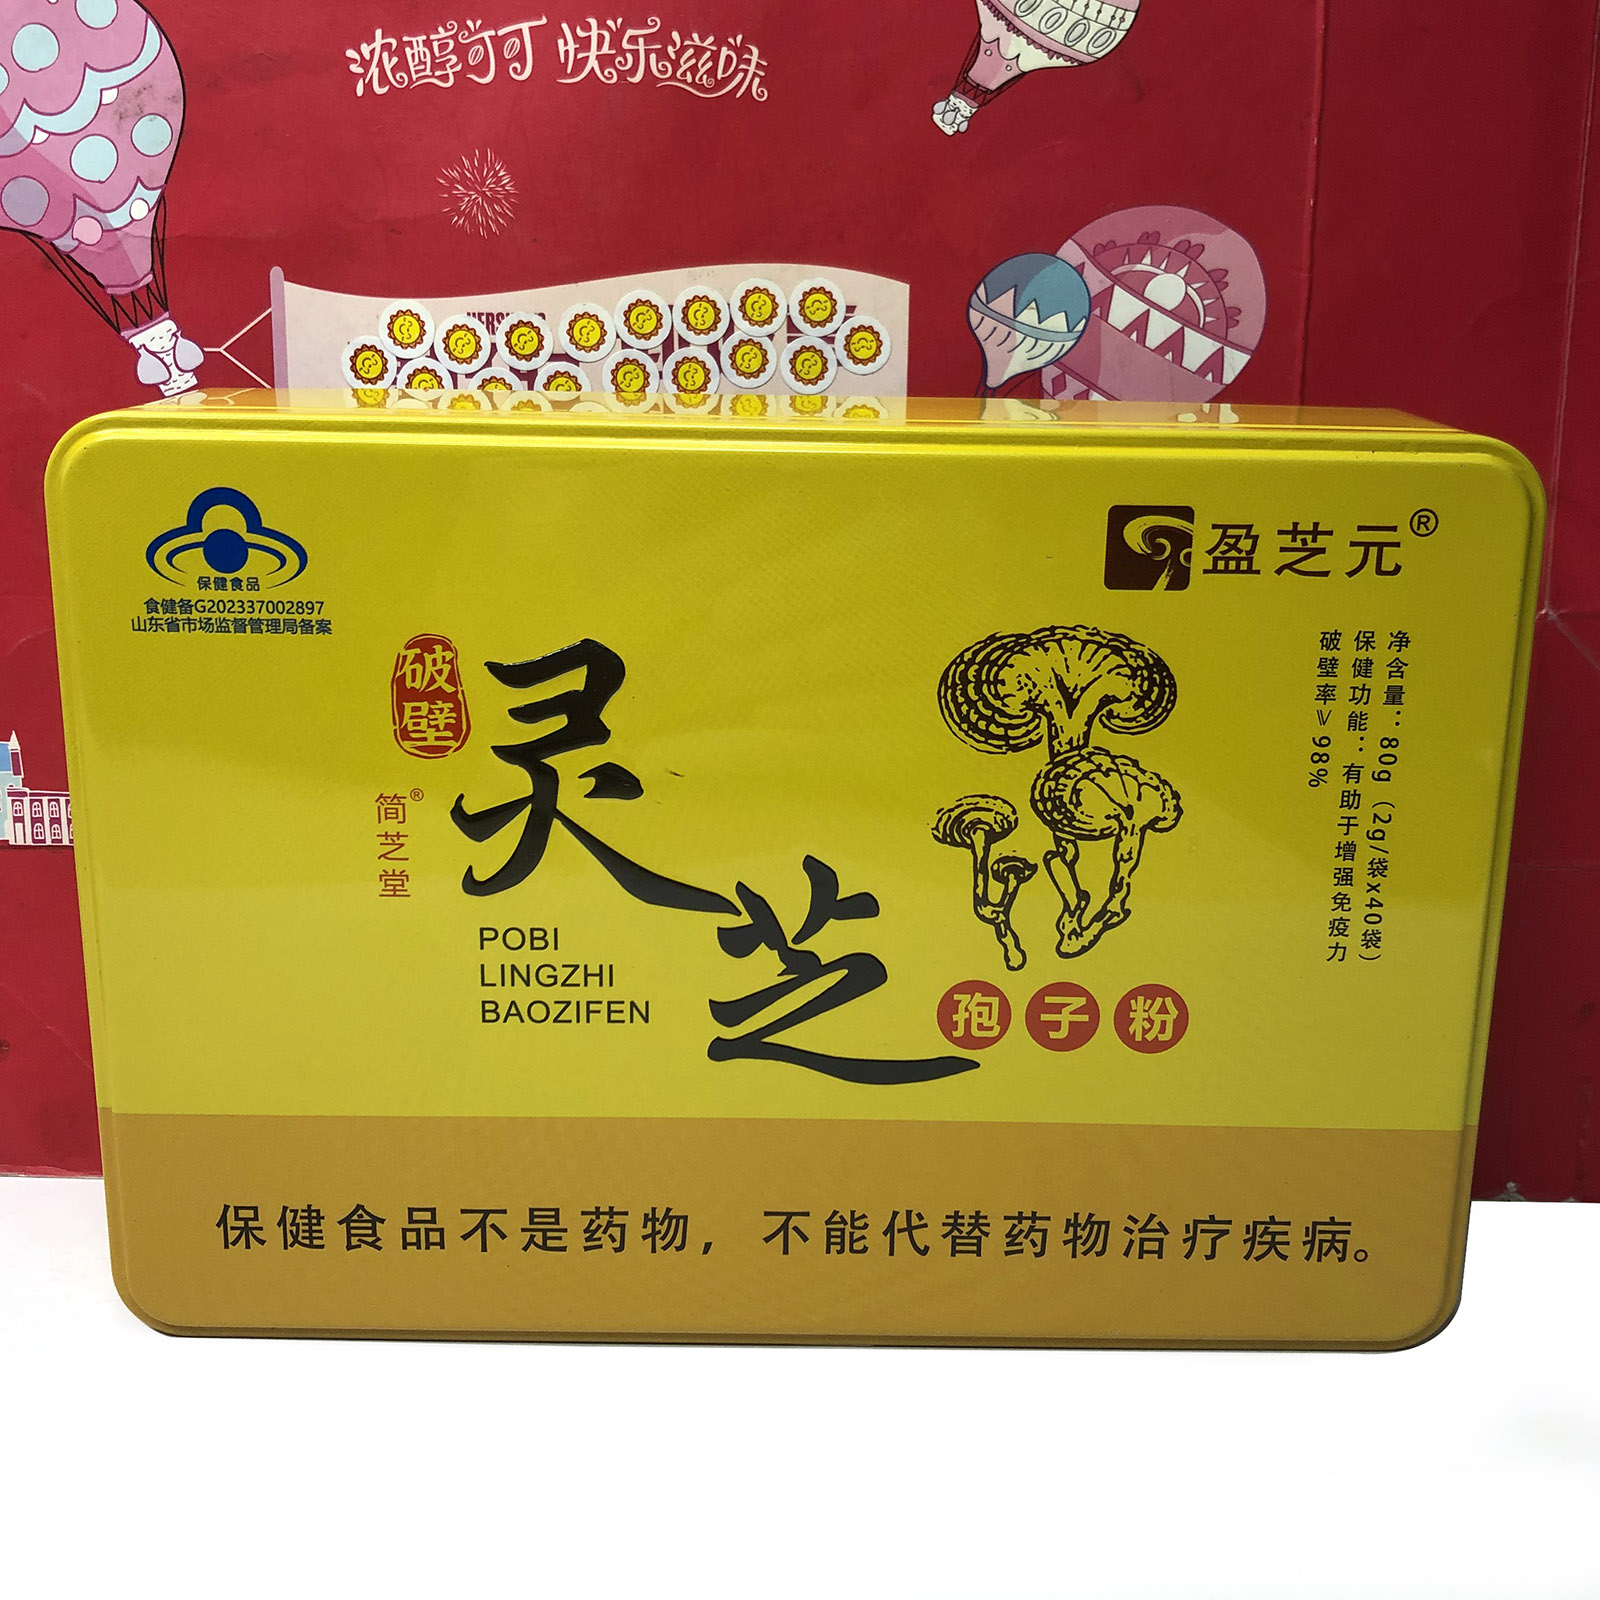 浓醇可可 快乐滋味
保健食品
食健备G202337002897
山东省市场监督管理局备案
盈芝元®
破壁
简芝堂®
灵芝
孢子粉
POBI
LINGZHI
BAOZIFEN
净含量：80g（2g/袋x40袋）
保健功能：有助于增强免疫力
破壁率≥98%
保健食品不是药物，不能代替药物治疗疾病。